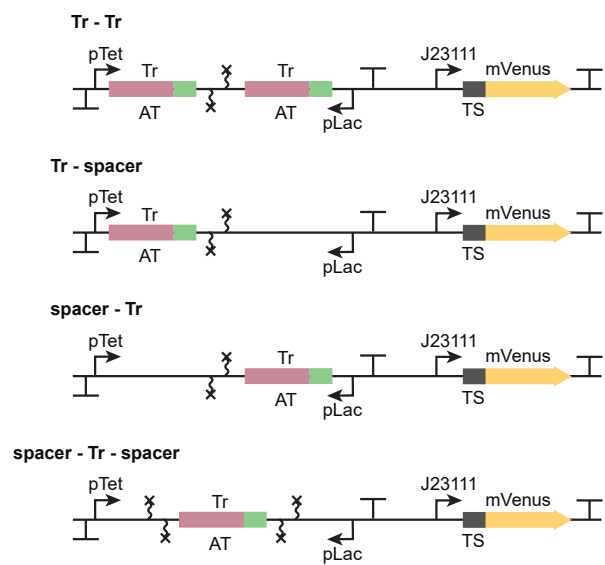 Tr - Tr
pTet Tr Tr J23111 mVenus
AT AT pLac TS
Tr - spacer
pTet Tr J23111 mVenus
AT pLac TS
spacer - Tr
pTet Tr J23111 mVenus
AT pLac TS
spacer - Tr - spacer
pTet Tr J23111 mVenus
AT pLac TS